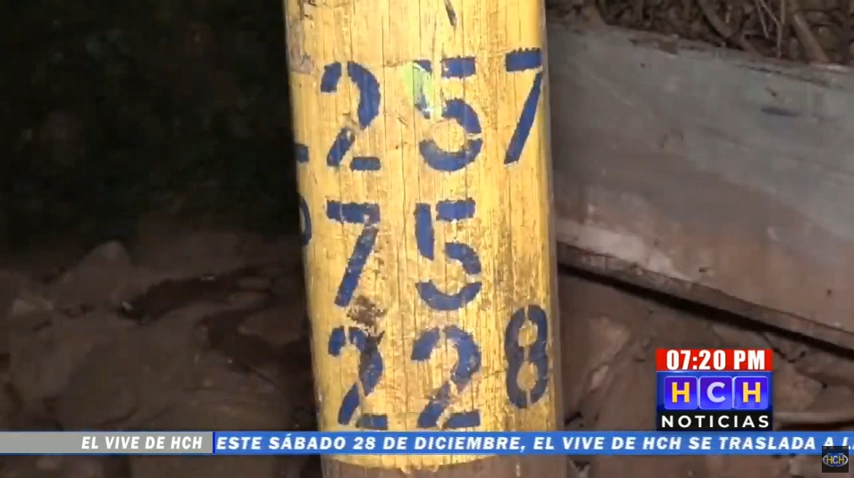 257
75
228
07:20 PM
HCH
NOTICIAS
EL VIVE DE HCH
ESTE SÁBADO 28 DE DICIEMBRE, EL VIVE DE HCH SE TRASLADA A
HCH